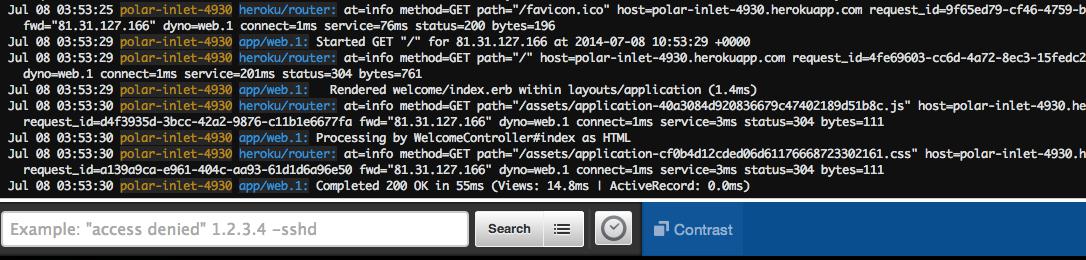 Jul 08 03:53:25 polar-inlet-4930 heroku/router: at=info method=GET path="/favicon.ico" host=polar-inlet-4930.herokuapp.com request_id=9f65ed79-cf46-4759-b
fwd="81.31.127.166" dyno=web.1 connect=1ms service=76ms status=200 bytes=196
Jul 08 03:53:29 polar-inlet-4930 app/web.1: Started GET "/" for 81.31.127.166 at 2014-07-08 10:53:29 +0000
Jul 08 03:53:29 polar-inlet-4930 heroku/router: at=info method=GET path="/" host=polar-inlet-4930.herokuapp.com request_id=4fe69603-cc6d-4a72-8ec3-15fedc2
dyno=web.1 connect=1ms service=201ms status=304 bytes=761
Jul 08 03:53:29 polar-inlet-4930 app/web.1: Rendered welcome/index.erb within layouts/application (1.4ms)
Jul 08 03:53:30 polar-inlet-4930 heroku/router: at=info method=GET path="/assets/application-40a3084d920836679c47402189d51b8c.js" host=polar-inlet-4930.he
request_id=d4f3935d-3bcc-42a2-9876-c11b1e6677fa fwd="81.31.127.166" dyno=web.1 connect=1ms service=3ms status=304 bytes=111
Jul 08 03:53:30 polar-inlet-4930 app/web.1: Processing by WelcomeController#index as HTML
Jul 08 03:53:30 polar-inlet-4930 heroku/router: at=info method=GET path="/assets/application-cf0b4d12cded06d61176668723302161.css" host=polar-inlet-4930.h
request_id=a139a9ca-e961-404c-aa93-61d1d6a96e50 fwd="81.31.127.166" dyno=web.1 connect=1ms service=3ms status=304 bytes=111
Jul 08 03:53:30 polar-inlet-4930 app/web.1: Completed 200 OK in 55ms (Views: 14.8ms | ActiveRecord: 0.0ms)
Example: "access denied" 1.2.3.4 -sshd
Search
Contrast